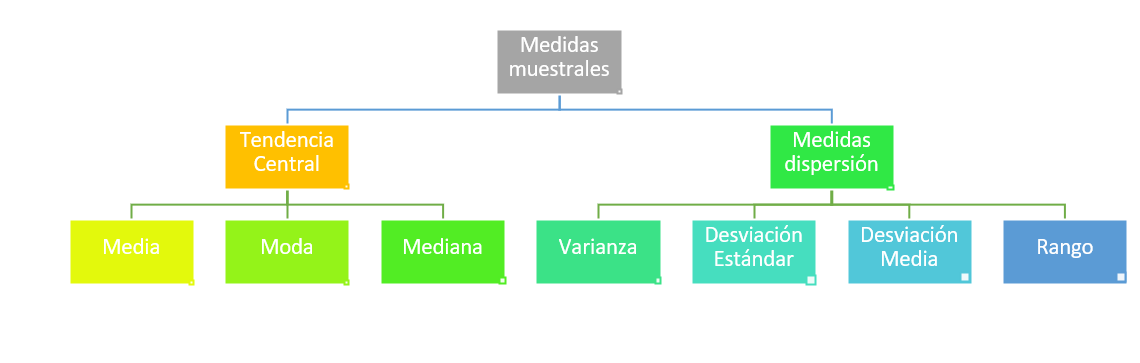 Medidas
muestrales
Tendencia
Central
Medidas
dispersión
Media
Moda
Mediana
Varianza
Desviación
Estándar
Desviación
Media
Rango